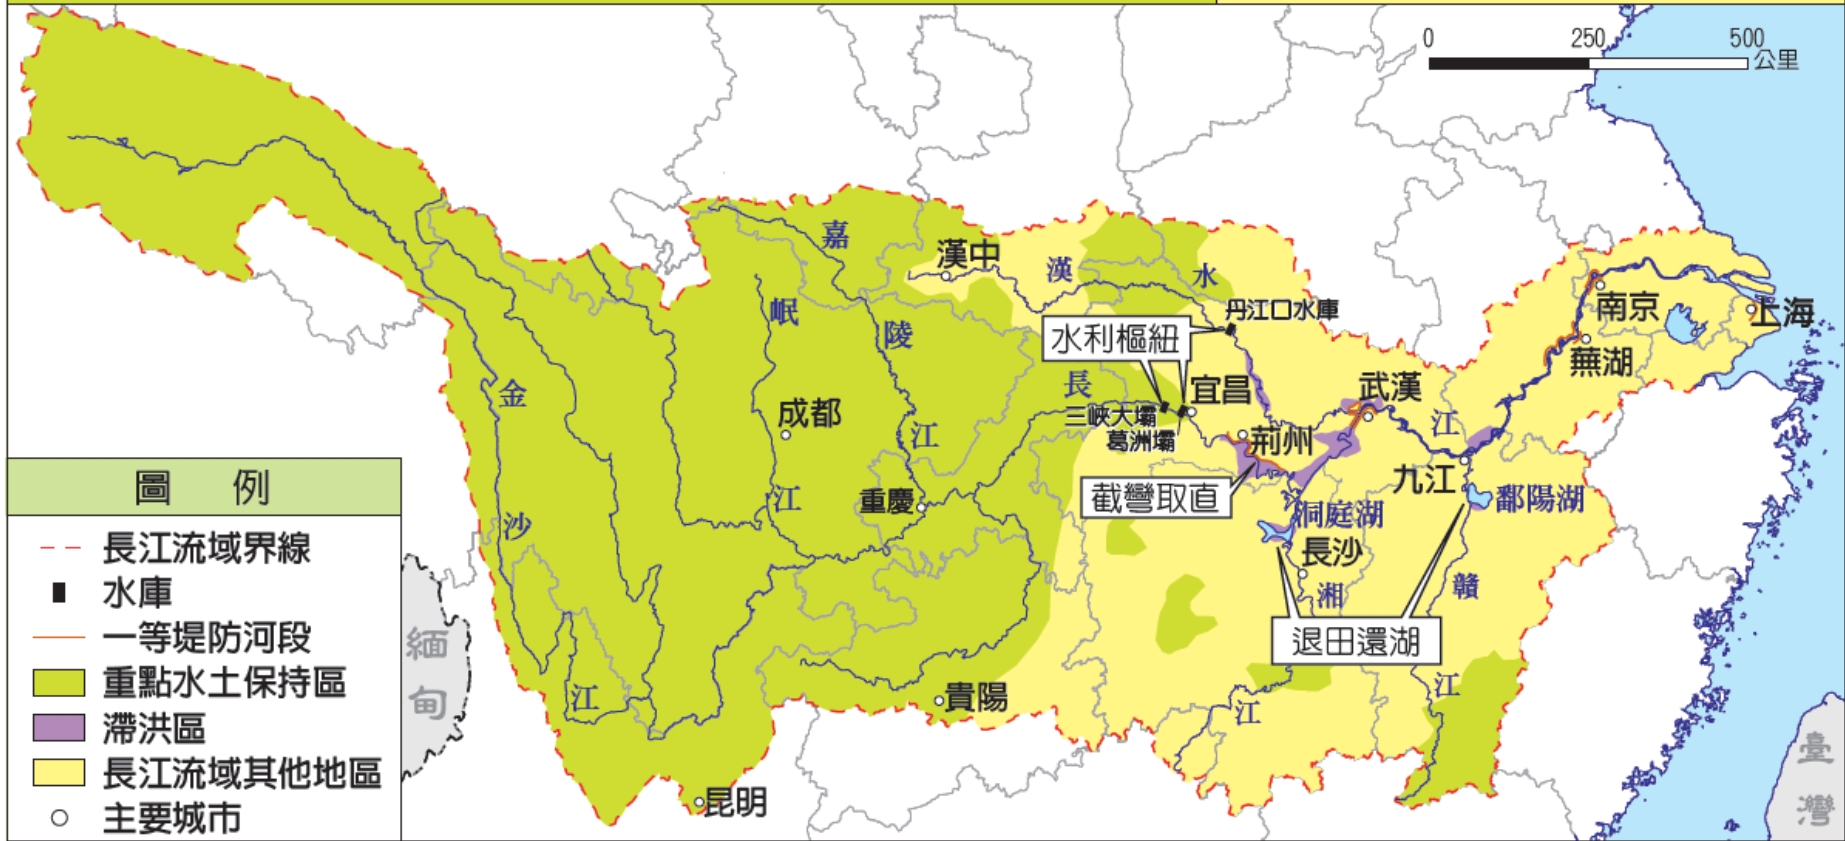 0 250 500
公里
嘉
陵
江
漢中
漢
水
丹江口水庫
水利樞紐
岷
江
金
沙
江
成都
重慶
長
江
三峽大壩
葛洲壩
宜昌
荊州
武漢
截彎取直
九江
鄱陽湖
洞庭湖
長沙
湘
江
贛
江
退田還湖
南京
蕪湖
上海
貴陽
昆明
緬
甸
臺
灣
圖 例
長江流域界線
水庫
一等堤防河段
重點水土保持區
滯洪區
長江流域其他地區
主要城市